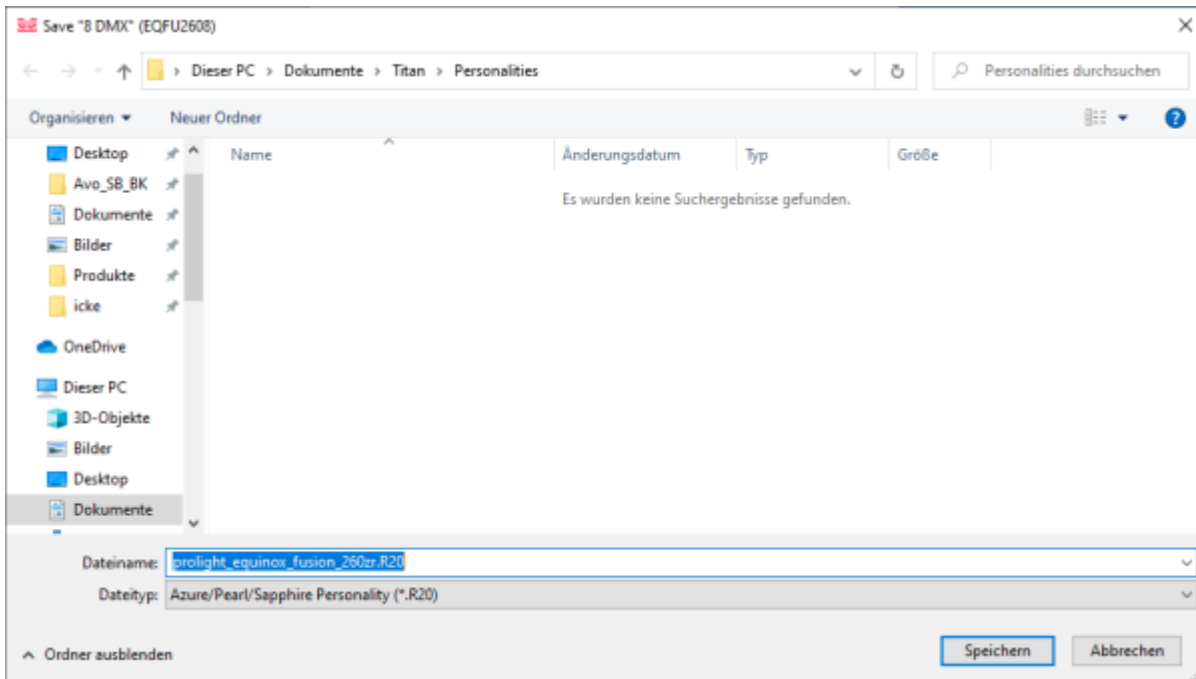 Save "8 DMX" (EQFU2608)
Dieser PC > Dokumente > Titan > Personalities
Personalities durchsuchen
Organisieren Neuer Ordner
Name Änderungsdatum Typ Größe
Es wurden keine Suchergebnisse gefunden.
Desktop
Avo_SB_BK
Dokumente
Bilder
Produkte
icke
OneDrive
Dieser PC
3D-Objekte
Bilder
Desktop
Dokumente
Dateiname: prolight_equinox_fusion_260zr.R20
Dateityp: Azure/Pearl/Sapphire Personality (*.R20)
Ordner ausblenden Speichern Abbrechen